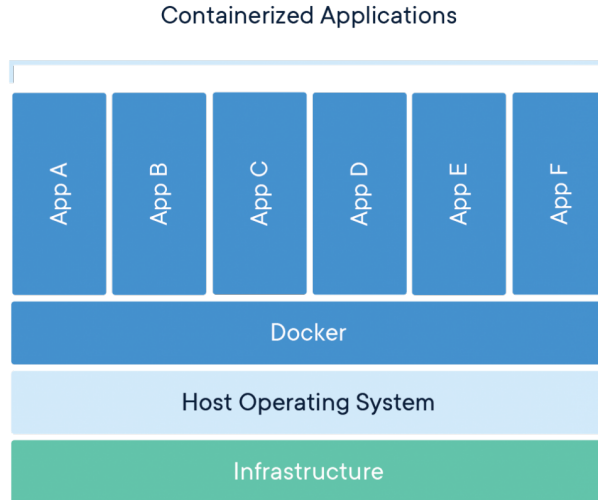 Containerized Applications
App A
App B
App C
App D
App E
App F
Docker
Host Operating System
Infrastructure